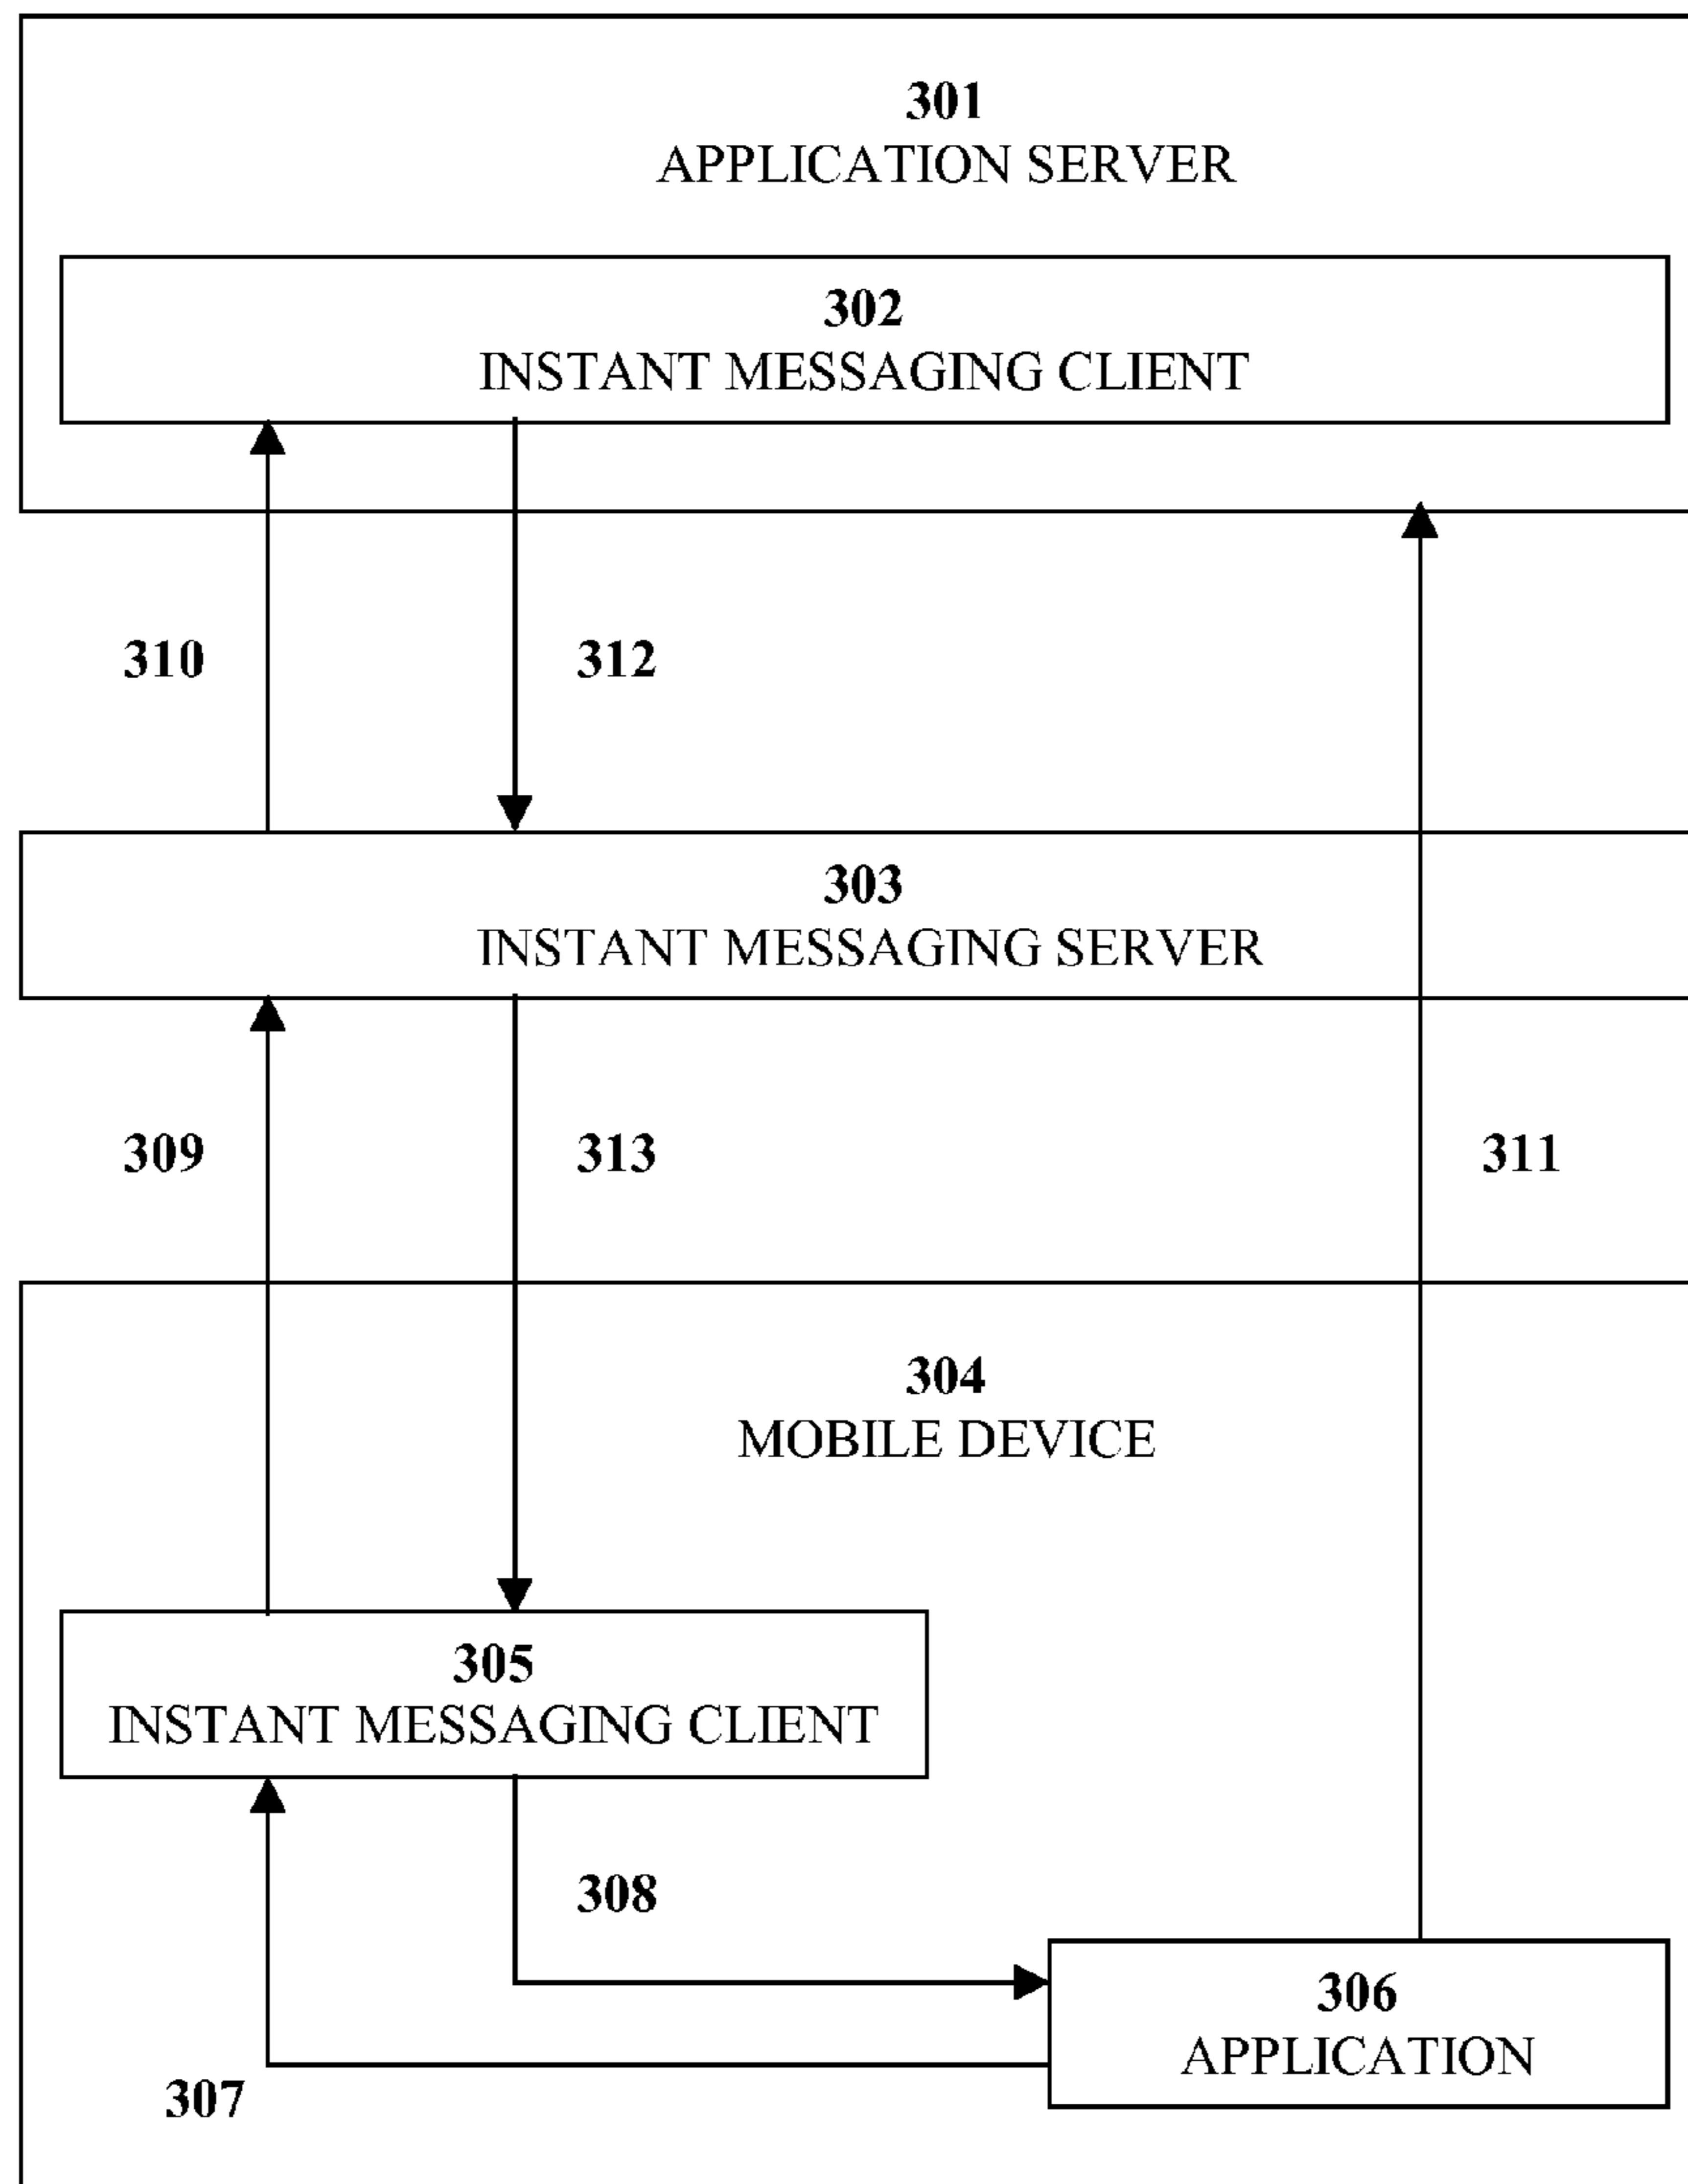 301
APPLICATION SERVER
302
INSTANT MESSAGING CLIENT
310
312
303
INSTANT MESSAGING SERVER
309
313
311
304
MOBILE DEVICE
305
INSTANT MESSAGING CLIENT
308
306
APPLICATION
307